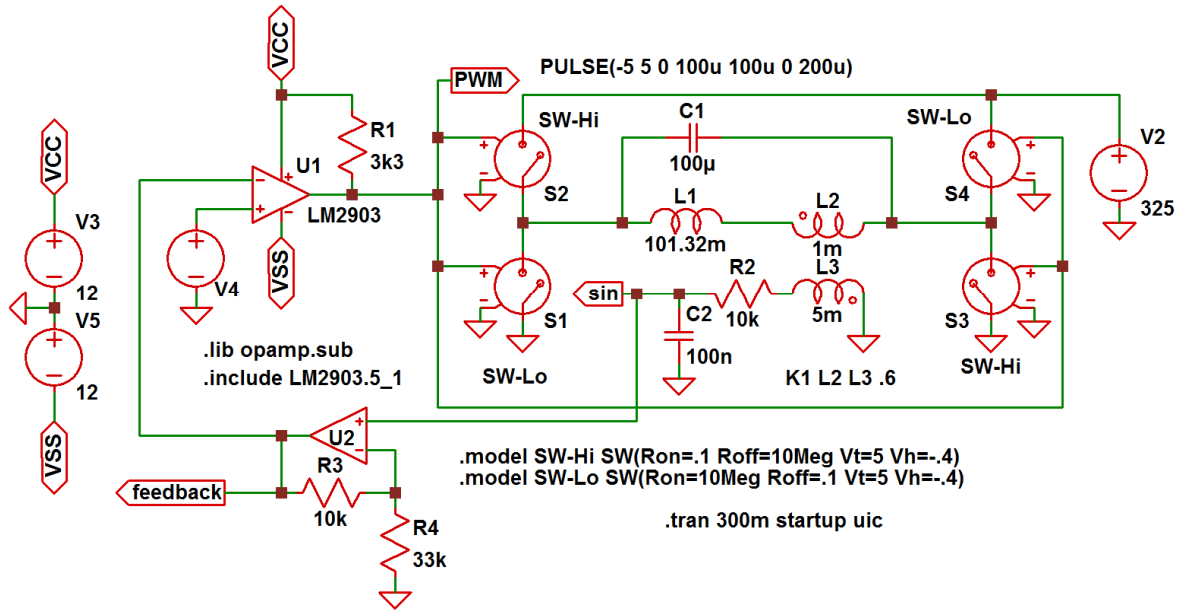 VCC
PULSE(-5 5 0 100u 100u 0 200u)
PWM
SW-Hi
C1
100µ
SW-Lo
V2
325
R1
3k3
U1
LM2903
VCC
V3
12
V4
VSS
S2
S4
L1
101.32m
L2
1m
L3
5m
R2
10k
sin
C2
100n
S1
S3
V5
12
VSS
.lib opamp.sub
.include LM2903.5_1
SW-Lo
SW-Hi
K1 L2 L3 .6
U2
R3
10k
feedback
R4
33k
.model SW-Hi SW(Ron=.1 Roff=10Meg Vt=5 Vh=-.4)
.model SW-Lo SW(Ron=10Meg Roff=.1 Vt=5 Vh=-.4)
.tran 300m startup uic